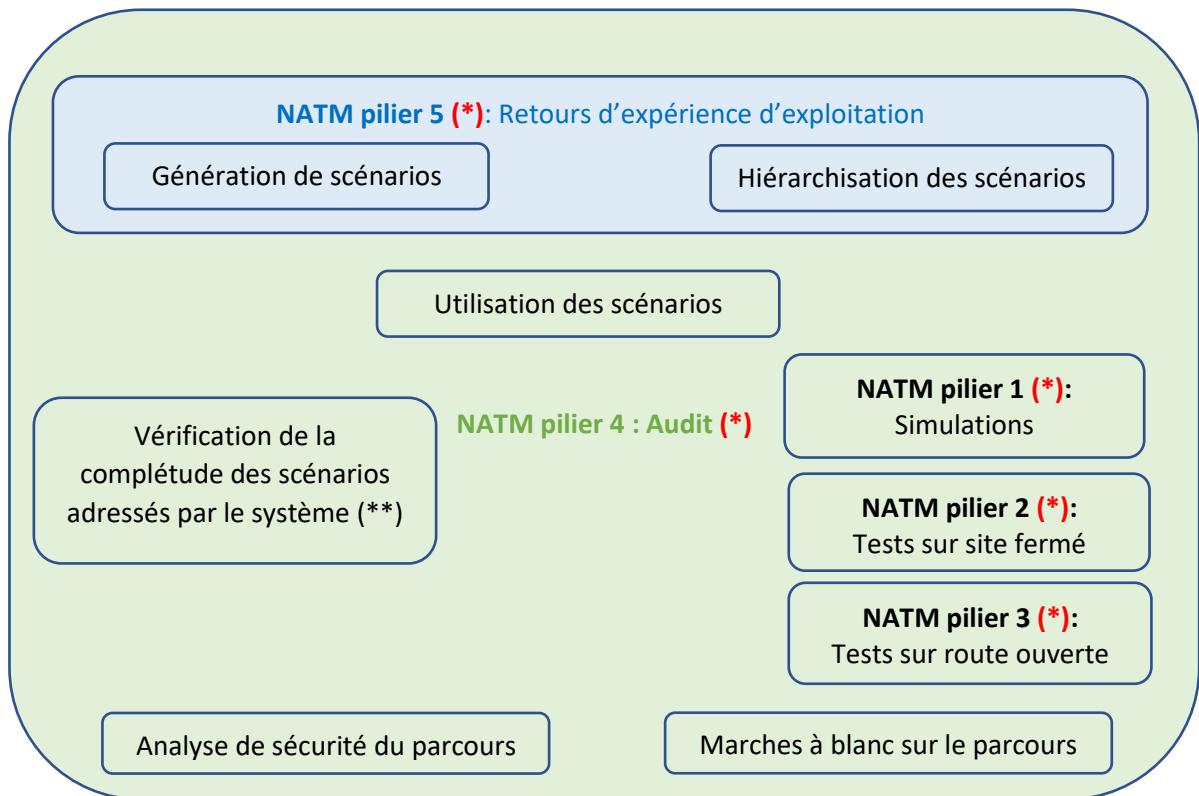 NATM pilier 5 (*): Retours d’expérience d’exploitation
Génération de scénarios
Hiérarchisation des scénarios
Utilisation des scénarios
Vérification de la
complétude des scénarios
adressés par le système (**)
NATM pilier 4 : Audit (*)
NATM pilier 1 (*):
Simulations
NATM pilier 2 (*):
Tests sur site fermé
NATM pilier 3 (*):
Tests sur route ouverte
Analyse de sécurité du parcours
Marches à blanc sur le parcours